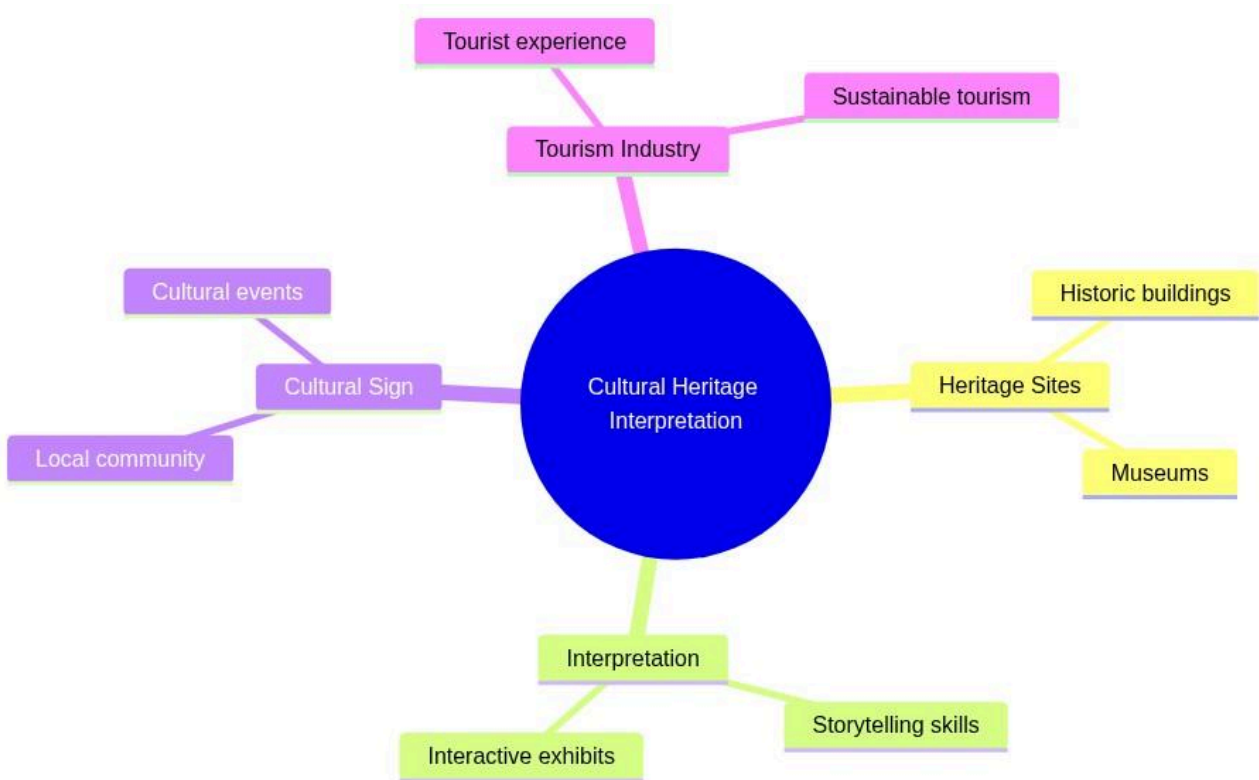 Tourist experience
Sustainable tourism
Tourism Industry
Cultural events
Historic buildings
Cultural Heritage
Interpretation
Cultural Sign
Heritage Sites
Local community
Museums
Interpretation
Storytelling skills
Interactive exhibits